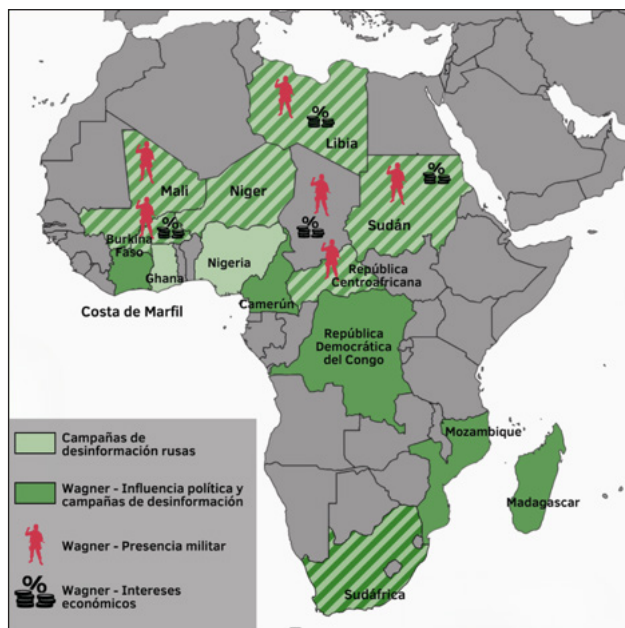 Libia
Mali
Niger
Sudán
Burkina
Faso
Nigeria
Ghana
República
Centroafricana
Camerún
Costa de Marfil
República
Democrática
del Congo
Mozambique
Madagascar
Sudáfrica
Campañas de
desinformación rusas
Wagner - Influencia política y
campañas de desinformación
Wagner - Presencia militar
Wagner - Intereses
económicos
%
%
%
%
%